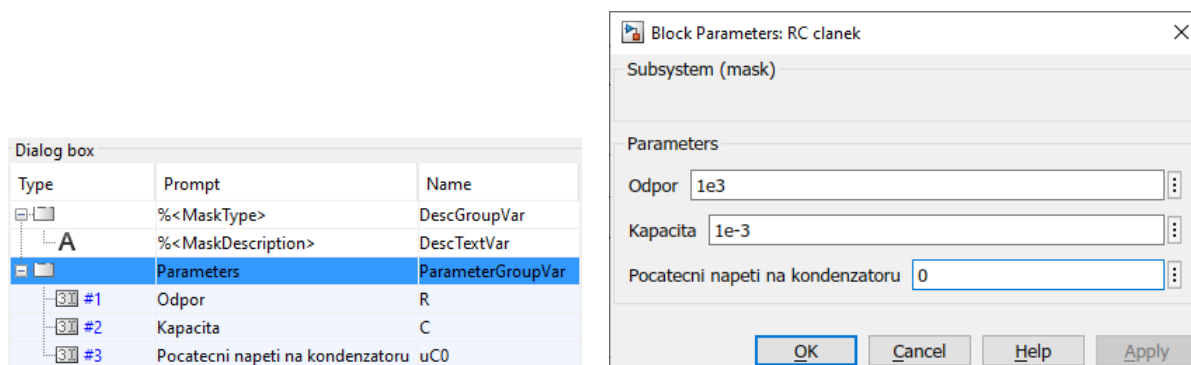 Dialog box
Type Prompt Name
%<MaskType> DescGroupVar
A %<MaskDescription> DescTextVar
Parameters ParameterGroupVar
#1 Odpor R
#2 Kapacita C
#3 Pocatecni napeti na kondenzatoru uC0
Block Parameters: RC clanek
Subsystem (mask)
Parameters
Odpor 1e3
Kapacita 1e-3
Pocatecni napeti na kondenzatoru 0
OK Cancel Help Apply